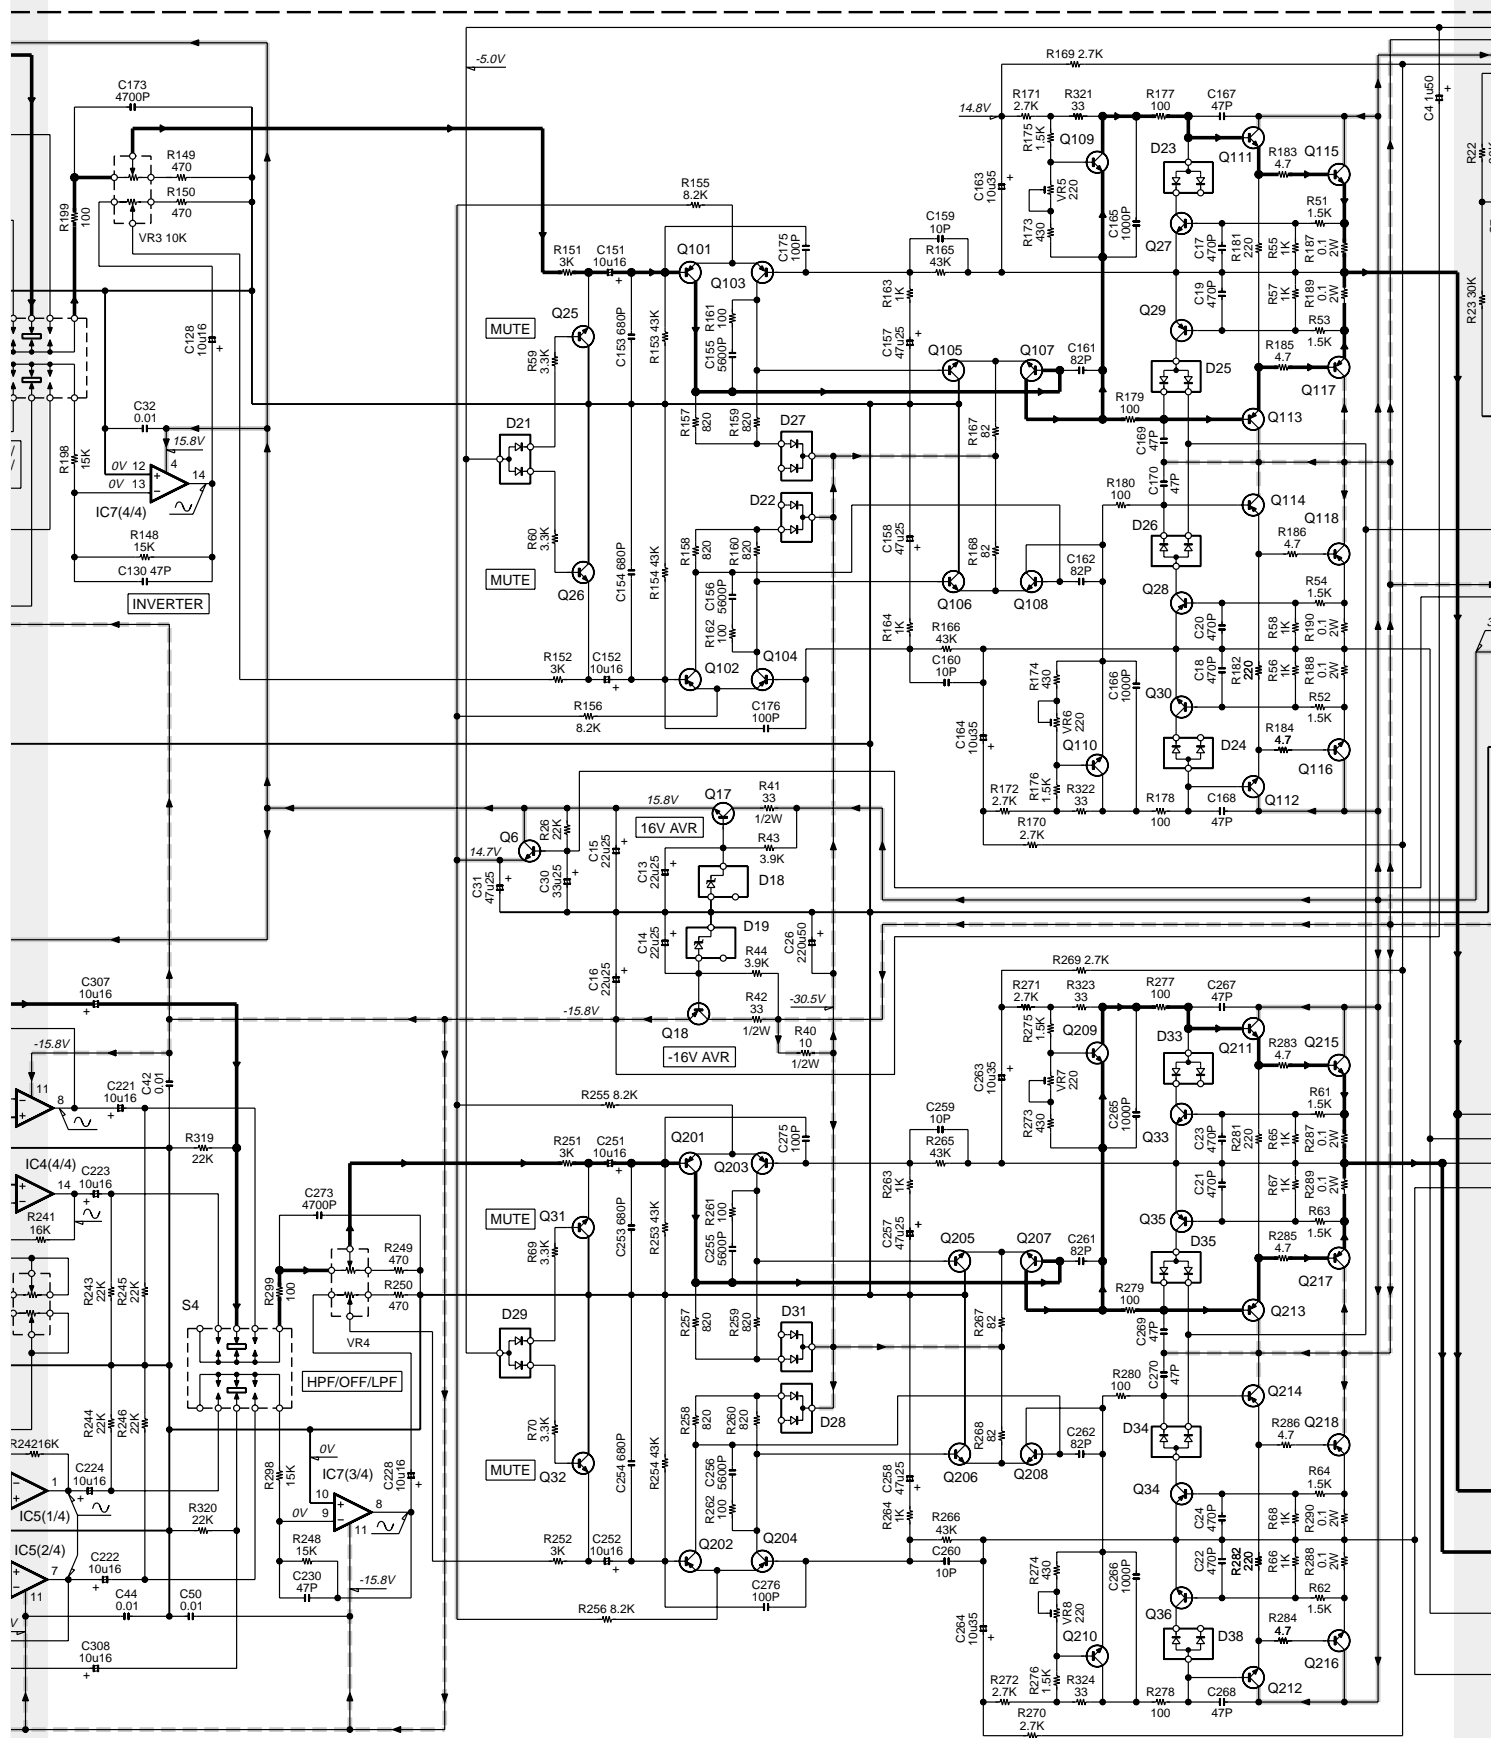 -5.0V
R169 2.7K
C4 1u50
+
C173
4700P
14.8V
R171
2.7K
R321
33
R177
100
C167
47P
R175
1.5K
Q109
D23
Q111
R183
4.7
Q115
R22
R149
470
R150
470
R199
100
VR3 10K
R155
8.2K
C163
10u35
+
VR5
220
R173
430
C165
1000P
R51
1.5K
C159
10P
R165
43K
Q27
C17
470P
R181
220
R55
1K
R187
0.1
2W
R151
3K
C151
10u16
+
Q101
Q103
C175
100P
R163
1K
C19
470P
R57
1K
R189
0.1
2W
R23 30K
C128
10u16
+
MUTE
Q25
R59
3.3K
C153 680P
R153 43K
R161
100
C155
5600P
C157
47u25
+
Q29
R53
1.5K
R185
4.7
Q105
Q107
C161
82P
D25
Q117
C32
0.01
R198
15K
15.8V
0V
12
0V
13
4
14
+
−
IC7(4/4)
D21
R157
820
R159
820
D27
R167
82
R179
100
C169
47P
Q113
D22
R180
100
C170
47P
Q114
R148
15K
C130 47P
INVERTER
R60
3.3K
MUTE
Q26
C154 680P
R154 43K
R158
820
R160
820
C156
5600P
R162
100
C158
47u25
+
R168
82
Q106
Q108
C162
82P
D26
R186
4.7
Q118
Q28
R54
1.5K
R164
1K
R166
43K
C160
10P
C20
470P
R58
1K
R190
0.1
2W
R152
3K
C152
10u16
+
Q102
Q104
R174
430
C166
1000P
C18
470P
R182
220
R56
1K
R188
0.1
2W
R156
8.2K
C176
100P
C164
10u35
+
VR6
220
Q30
R52
1.5K
Q110
R176
1.5K
D24
R184
4.7
Q116
R172
2.7K
R322
33
R178
100
C168
47P
Q112
R170
2.7K
Q17
R41
33
1/2W
15.8V
16V AVR
R43
3.9K
Q6
14.7V
R26
22K
C15
22u25
+
C31
47u25
+
C30
33u25
+
C13
22u25
+
D18
D19
C14
22u25
+
C16
22u25
+
R44
3.9K
C26
220u50
+
-15.8V
Q18
R42
33
1/2W
-16V AVR
-30.5V
R40
10
1/2W
C307
10u16
+
R269 2.7K
R271
2.7K
R323
33
R277
100
C267
47P
R275
1.5K
Q209
D33
Q211
R283
4.7
Q215
C263
10u35
+
VR7
220
R273
430
C265
1000P
R61
1.5K
-15.8V
11
8
−
+
C221
10u16
+
C42
0.01
R319
22K
R255 8.2K
C259
10P
R265
43K
Q33
C23
470P
R281
220
R65
1K
R287
0.1
2W
IC4(4/4)
14
C223
10u16
+
R241
16K
R251
3K
C251
10u16
+
Q201
Q203
C275
100P
R263
1K
C21
470P
R67
1K
R289
0.1
2W
C273
4700P
MUTE
Q31
R69
3.3K
C253 680P
R253 43K
R261
100
C255
5600P
C257
47u25
+
Q35
R63
1.5K
R249
470
R250
470
R299
100
VR4
Q205
Q207
C261
82P
D35
R285
4.7
Q217
R243
22K
R245
22K
S4
HPF/OFF/LPF
D29
R257
820
R259
820
D31
R267
82
R279
100
C269
47P
Q213
R280
100
C270
47P
Q214
D28
R244
22K
R246
22K
R242 16K
R70
3.3K
MUTE
Q32
C254 680P
R254 43K
R258
820
R260
820
C256
5600P
R262
100
R268
82
C262
82P
D34
R286
4.7
Q218
Q206
Q208
C258
47u25
+
C224
10u16
+
1
IC5(1/4)
R298
15K
0V
IC7(3/4)
C228
10u16
+
10
9
8
11
0V
R320
22K
Q34
R64
1.5K
R264
1K
R266
43K
C260
10P
C24
470P
R68
1K
R290
0.1
2W
IC5(2/4)
7
11
C222
10u16
+
R248
15K
C230
47P
-15.8V
R252
3K
C252
10u16
+
Q202
Q204
C276
100P
R274
430
C266
1000P
C22
470P
R282
220
R66
1K
R288
0.1
2W
C44
0.01
C50
0.01
R256 8.2K
C264
10u35
+
VR8
220
Q36
R62
1.5K
C308
10u16
+
Q210
R276
1.5K
D38
R284
4.7
Q216
R272
2.7K
R324
33
R278
100
C268
47P
Q212
R270
2.7K